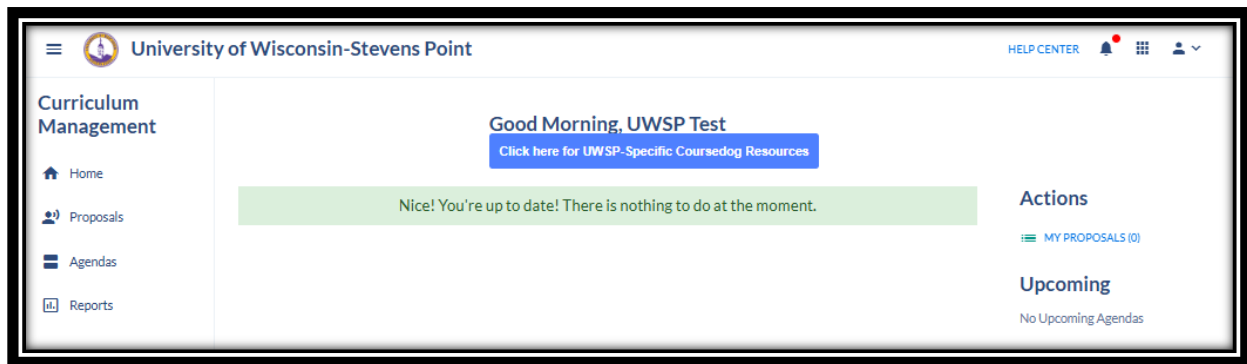 University of Wisconsin-Stevens Point
HELP CENTER
Curriculum
Management
Home
Proposals
Agendas
Reports
Good Morning, UWSP Test
Click here for UWSP-Specific Coursedog Resources
Nice! You're up to date! There is nothing to do at the moment.
Actions
MY PROPOSALS (0)
Upcoming
No Upcoming Agendas